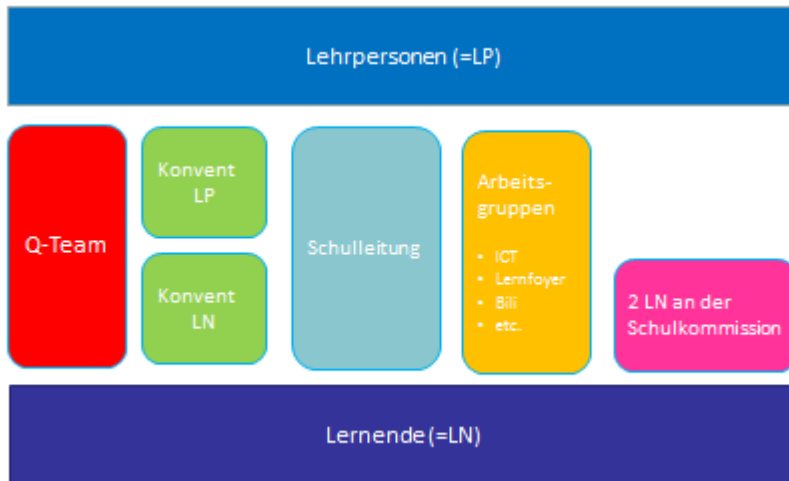 Lehrpersonen (=LP)
Q-Team
Konvent
LP
Konvent
LN
Schulleitung
Arbeits-
gruppen
• ICT
• Lernfoyer
• Bili
• etc.
2 LN an der
Schulkommission
Lernende (=LN)